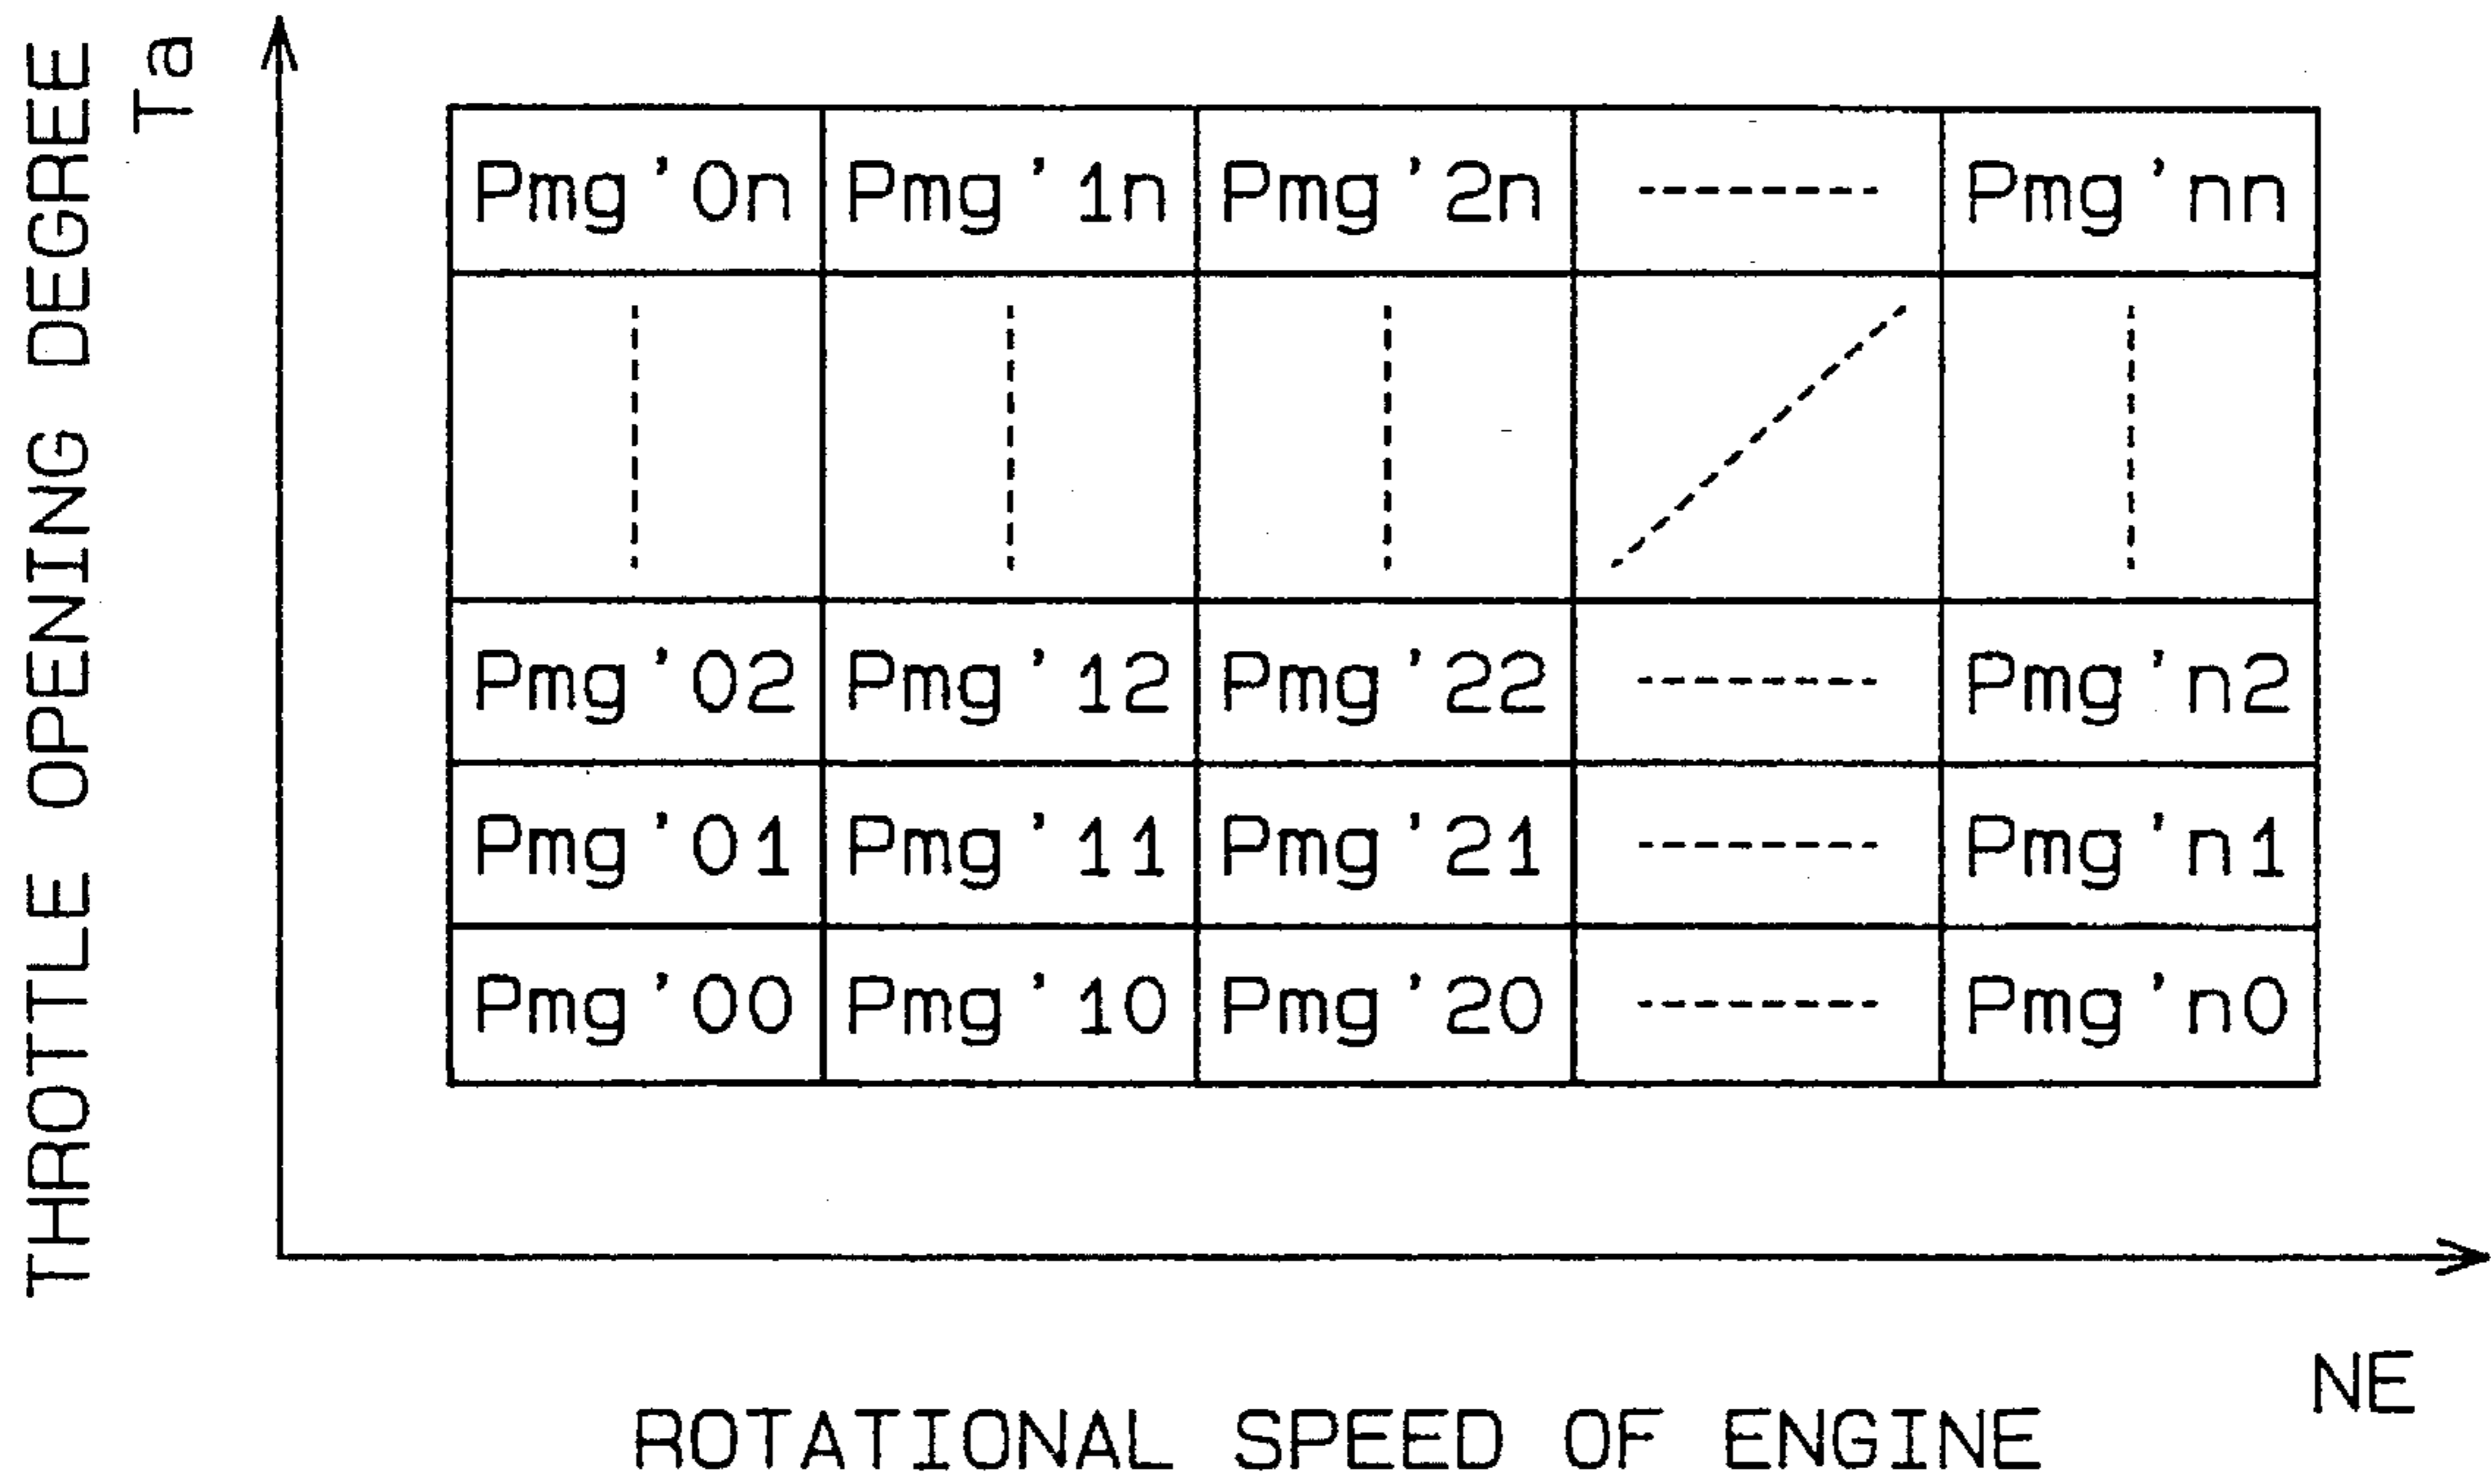 THROTTLE OPENING DEGREE
Ta
Pmg'0n Pmg'1n Pmg'2n Pmg'nn
Pmg'02 Pmg'12 Pmg'22 Pmg'n2
Pmg'01 Pmg'11 Pmg'21 Pmg'n1
Pmg'00 Pmg'10 Pmg'20 Pmg'n0
NE
ROTATIONAL SPEED OF ENGINE